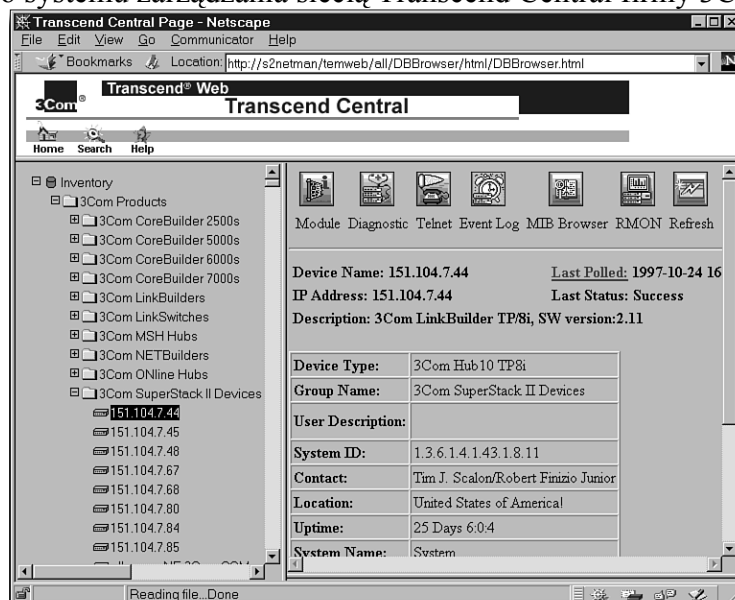 o systemu zarządzania siecią Transcend Central firmy 3C
Transcend Central Page - Netscape
File Edit View Go Communicator Help
Bookmarks Location: http://s2netman/temweb/all/DBBrowser/html/DBBrowser.html
N
3Com® Transcend® Web
Transcend Central
Home Search Help
Inventory
3Com Products
3Com CoreBuilder 2500s
3Com CoreBuilder 5000s
3Com CoreBuilder 6000s
3Com CoreBuilder 7000s
3Com LinkBuilders
3Com LinkSwitches
3Com MSH Hubs
3Com NETBuilders
3Com ONline Hubs
3Com SuperStack II Devices
151.104.7.44
151.104.7.45
151.104.7.48
151.104.7.67
151.104.7.68
151.104.7.80
151.104.7.84
151.104.7.85
Module Diagnostic Telnet Event Log MIB Browser RMON Refresh
Device Name: 151.104.7.44 Last Polled: 1997-10-24 16
IP Address: 151.104.7.44 Last Status: Success
Description: 3Com LinkBuilder TP/8i, SW version:2.11
Device Type: 3Com Hub10 TP8i
Group Name: 3Com SuperStack II Devices
User Description:
System ID: 1.3.6.1.4.1.43.1.8.11
Contact: Tim J. Scalon/Robert Finizio Junior
Location: United States of America!
Uptime: 25 Days 6:0:4
System Name: System
Reading file...Done